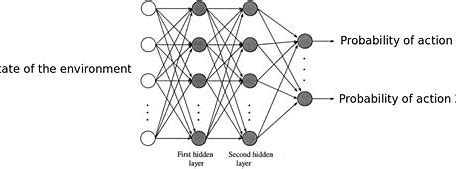 Probability of action
tate of the environment
Probability of action
First hidden
layer
Second hidden
layer